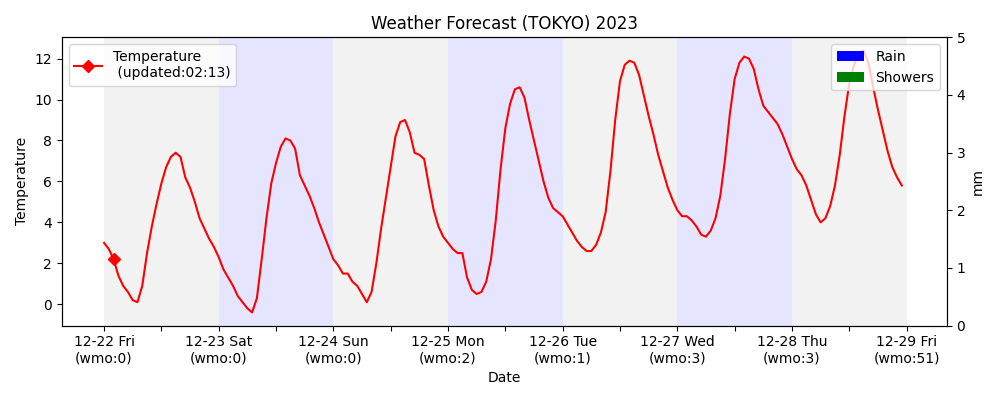 Weather Forecast (TOKYO) 2023
Temperature
(updated:02:13)
Rain
Showers
Temperature
12
10
8
6
4
2
0
5
4
3
2
1
0
mm
12-22 Fri
(wmo:0)
12-23 Sat
(wmo:0)
12-24 Sun
(wmo:0)
12-25 Mon
(wmo:2)
12-26 Tue
(wmo:1)
12-27 Wed
(wmo:3)
12-28 Thu
(wmo:3)
12-29 Fri
(wmo:51)
Date